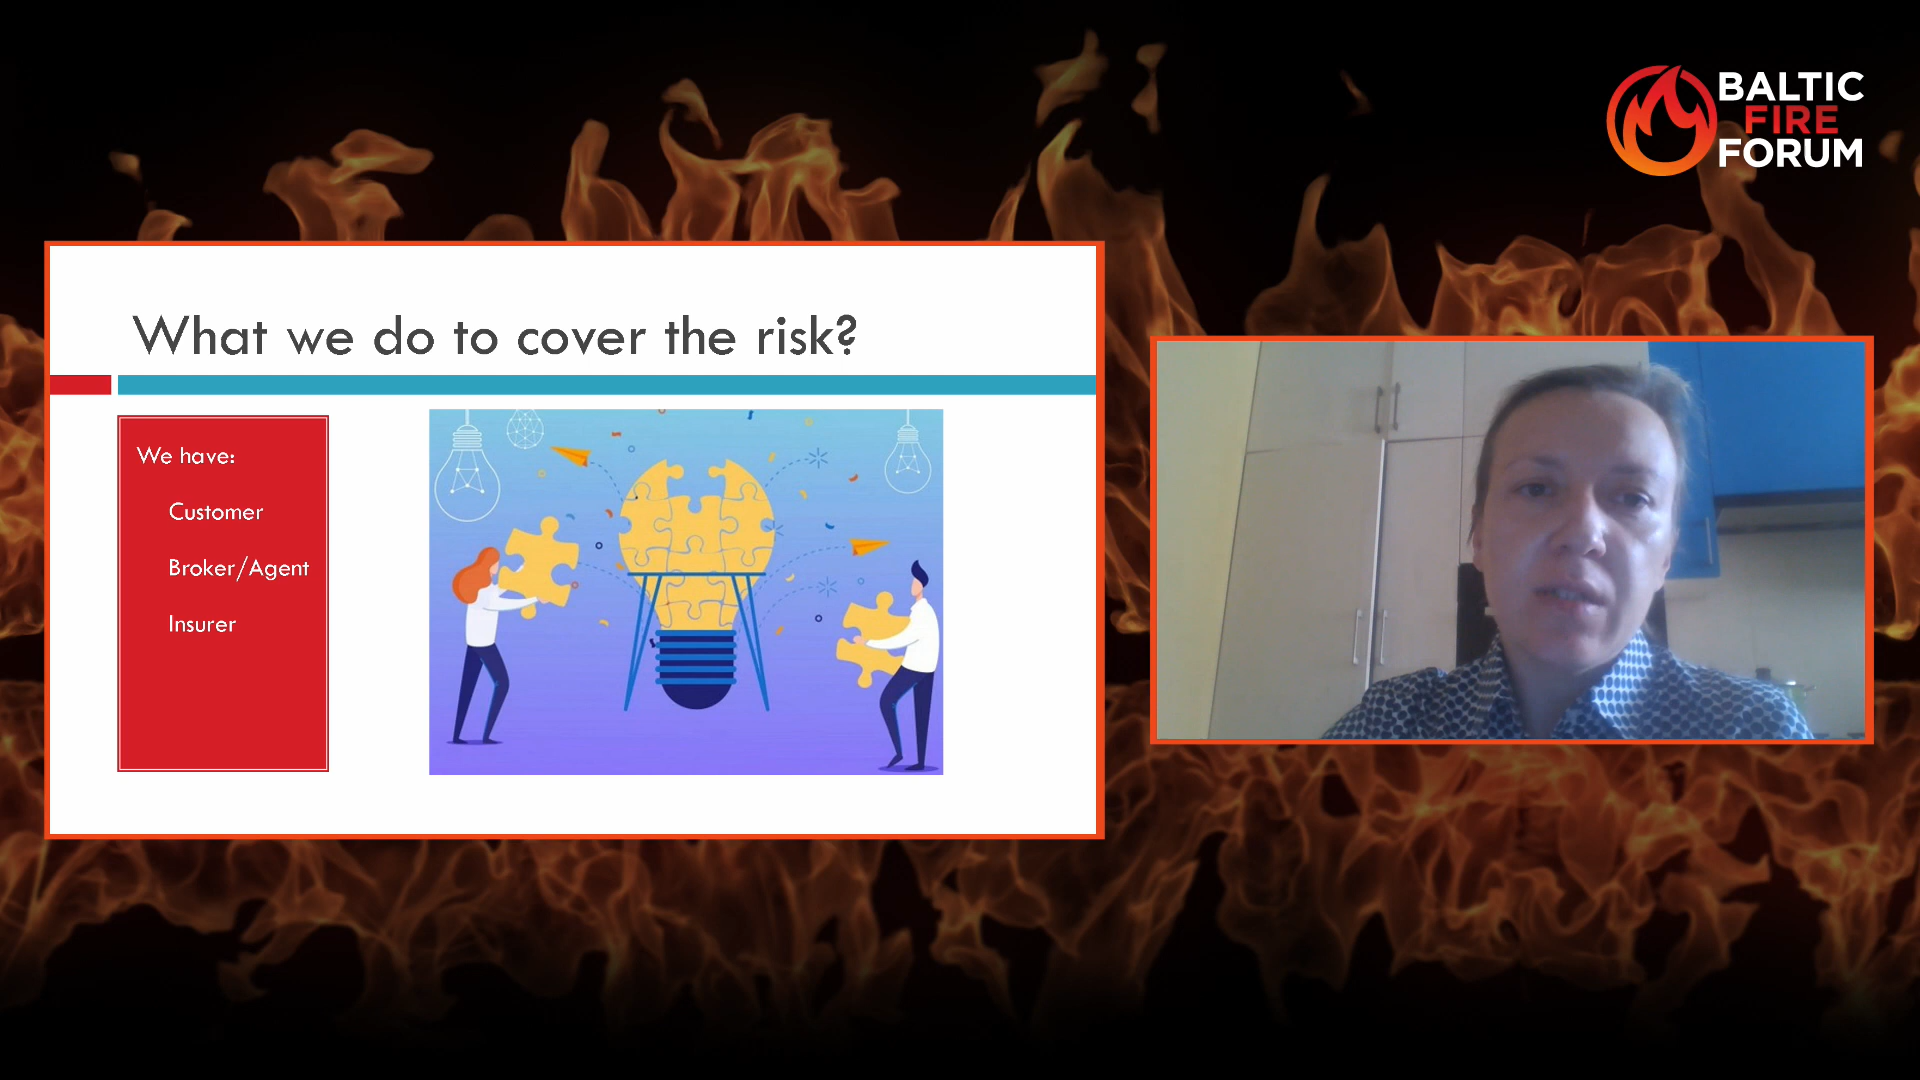 BALTIC
FIRE
FORUM
What we do to cover the risk?
We have:
Customer
Broker/Agent
Insurer